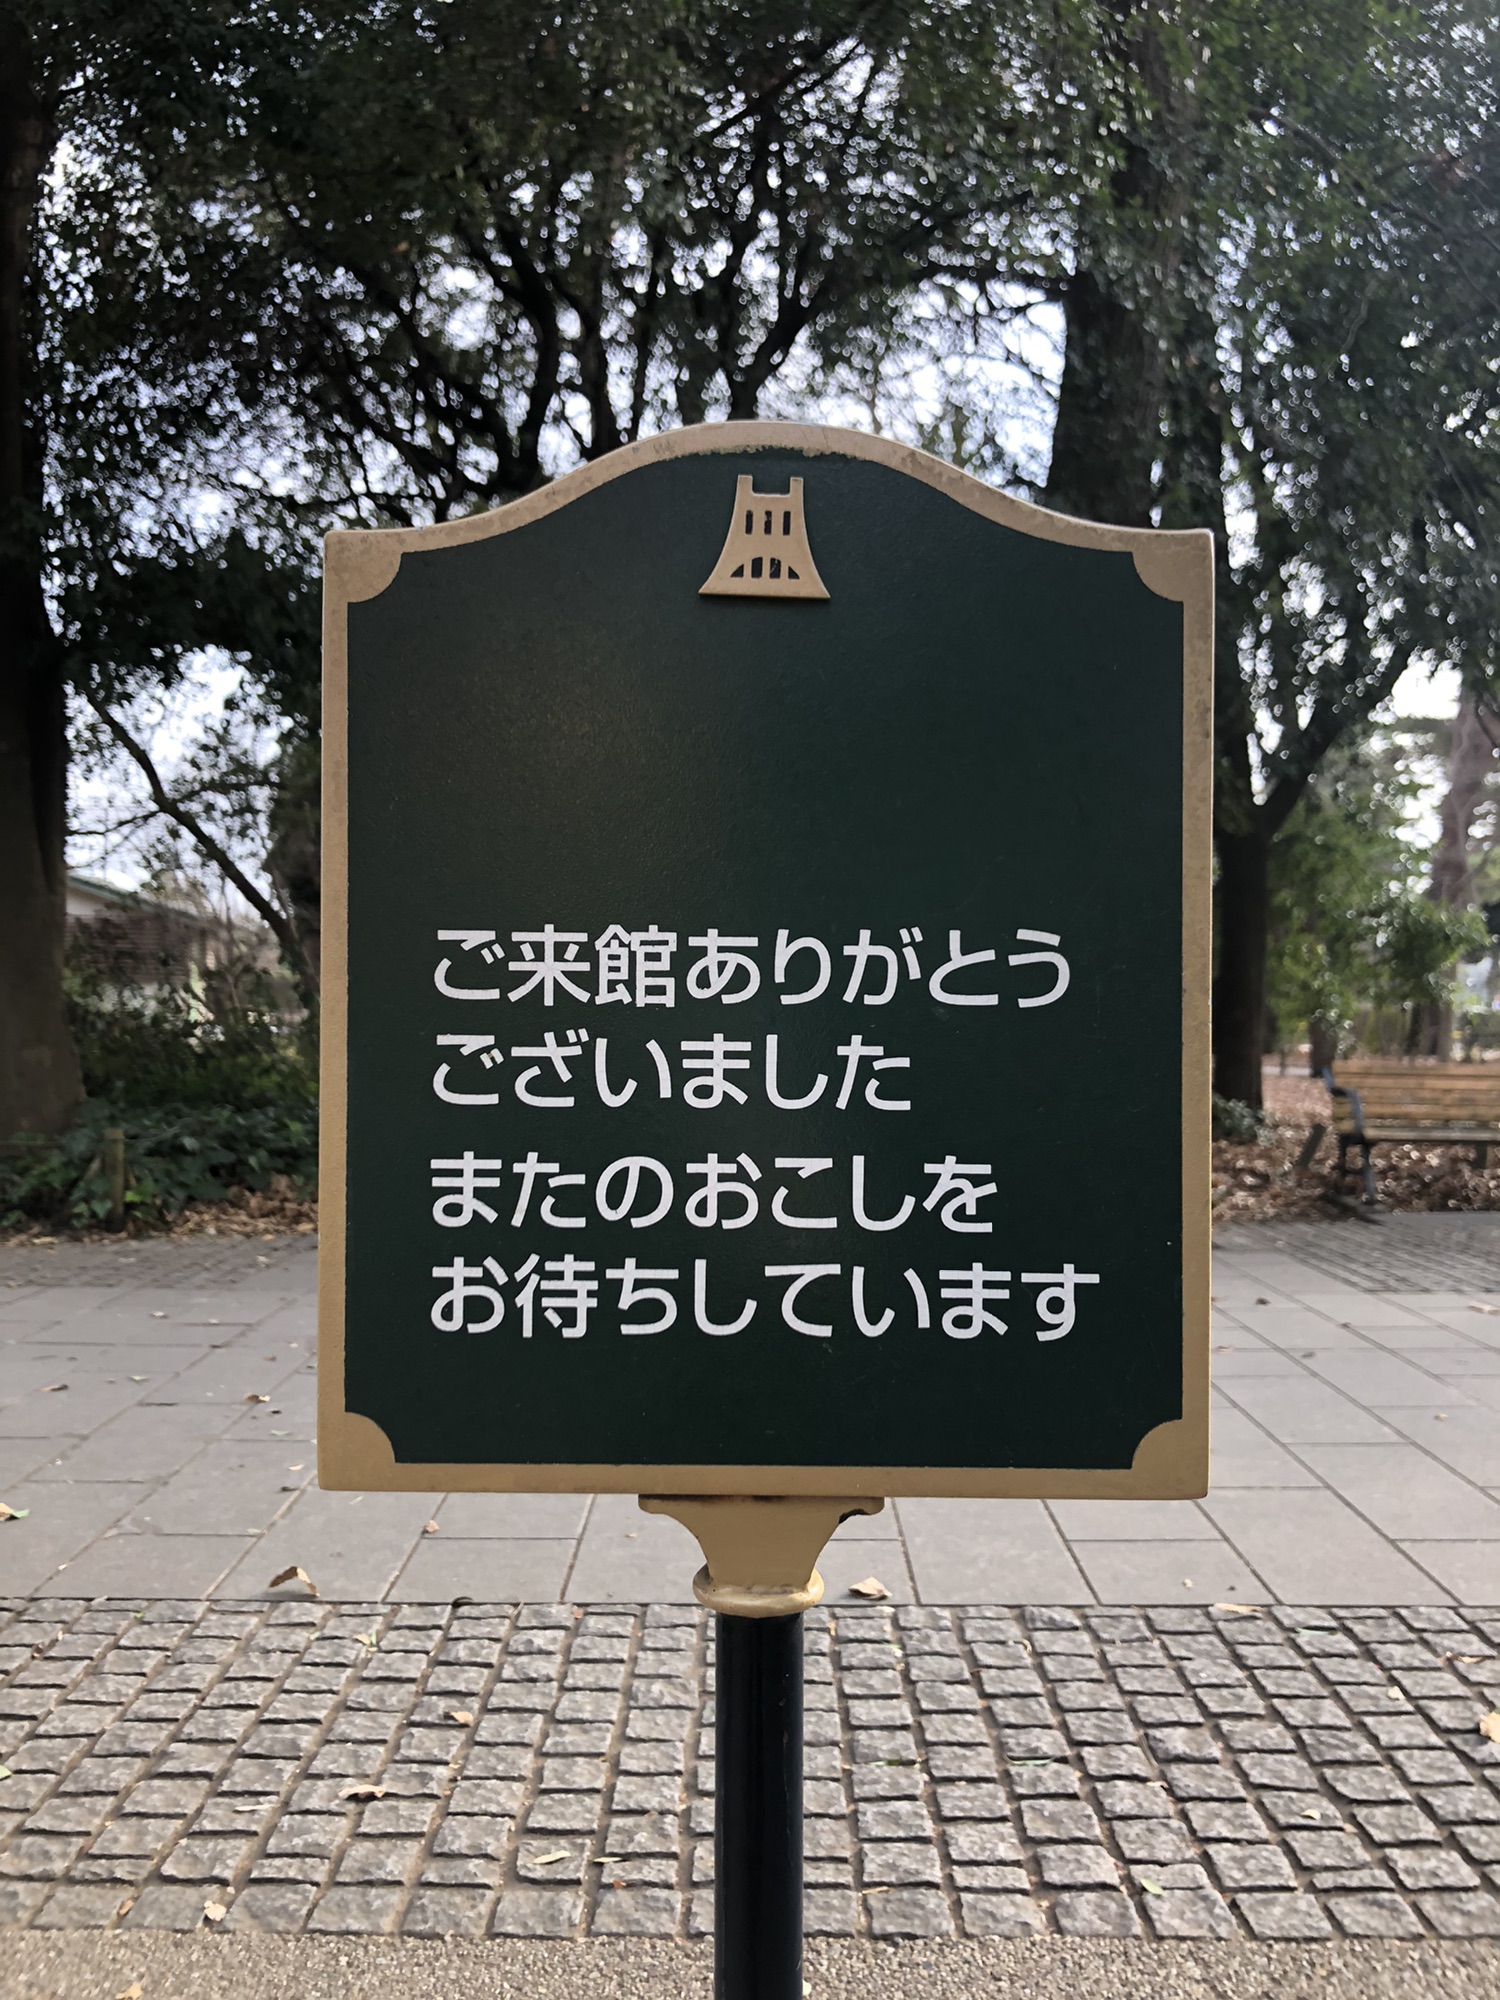 ご来館ありがとう
ございました
またのおこしを
お待ちしています